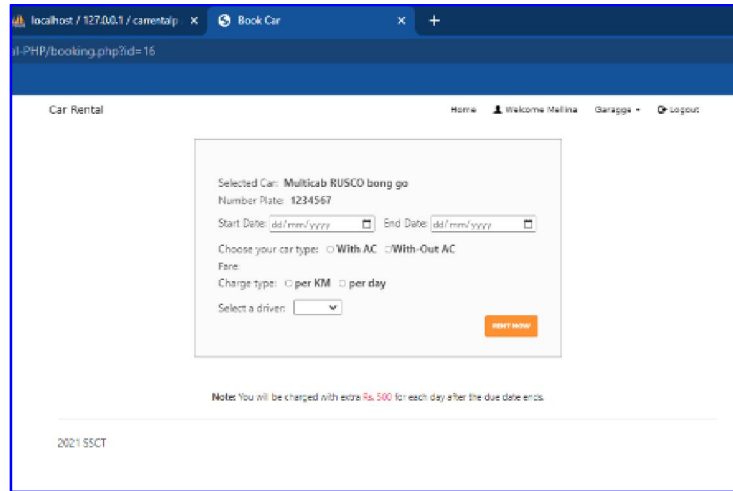 localhost / 127.0.0.1 / carrentalp × Book Car × +
il-PHP/booking.php?id=16
Car Rental Home Welcome Mellina Garagge Logout
Selected Car: Multicab RUSCO bong go
Number Plate: 1234567
Start Date: dd/mm/yyyy End Date: dd/mm/yyyy
Choose your car type: With AC With-Out AC
Fare:
Charge type: per KM per day
Select a driver:
RENT NOW
Note: You will be charged with extra Rs. 500 for each day after the due date ends.
2021 SSCT